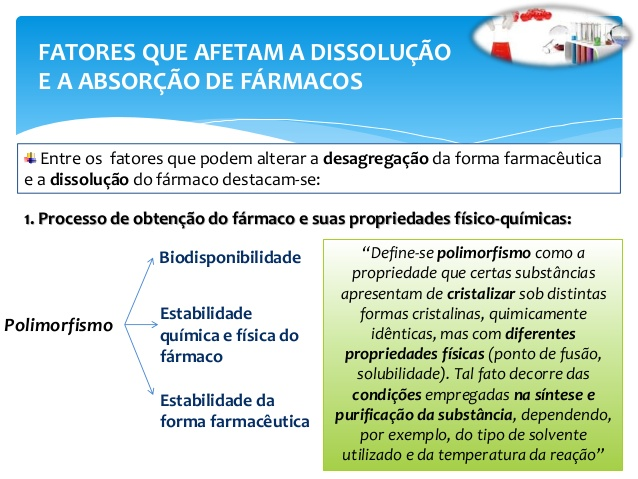 FATORES QUE AFETAM A DISSOLUÇÃO
E A ABSORÇÃO DE FÁRMACOS
Entre os fatores que podem alterar a desagregação da forma farmacêutica
e a dissolução do fármaco destacam-se:
1. Processo de obtenção do fármaco e suas propriedades físico-químicas:
Polimorfismo
Biodisponibilidade
Estabilidade
química e física do
fármaco
Estabilidade da
forma farmacêutica
“Define-se polimorfismo como a
propriedade que certas substâncias
apresentam de cristalizar sob distintas
formas cristalinas, quimicamente
idênticas, mas com diferentes
propriedades físicas (ponto de fusão,
solubilidade). Tal fato decorre das
condições empregadas na síntese e
purificação da substância, dependendo,
por exemplo, do tipo de solvente
utilizado e da temperatura da reação”